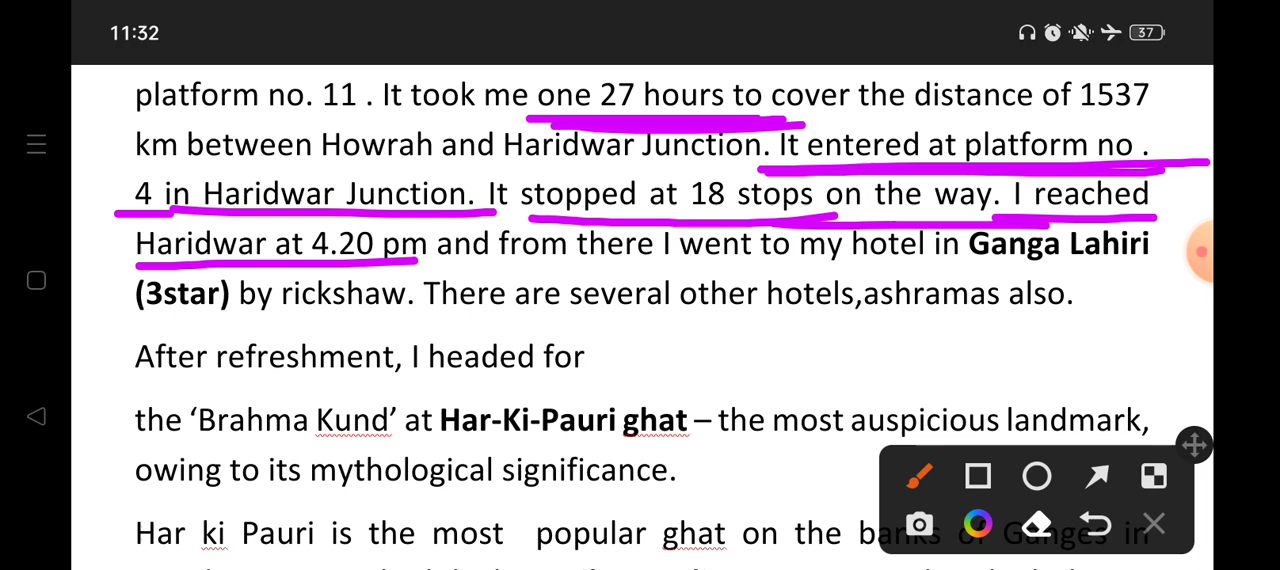 11:32
37
platform no. 11 . It took me one 27 hours to cover the distance of 1537
km between Howrah and Haridwar Junction. It entered at platform no .
4 in Haridwar Junction. It stopped at 18 stops on the way. I reached
Haridwar at 4.20 pm and from there I went to my hotel in Ganga Lahiri
(3star) by rickshaw. There are several other hotels,ashramas also.
After refreshment, I headed for
the ‘Brahma Kund’ at Har-Ki-Pauri ghat – the most auspicious landmark,
owing to its mythological significance.
Har ki Pauri is the most popular ghat on the banks of Ganges in